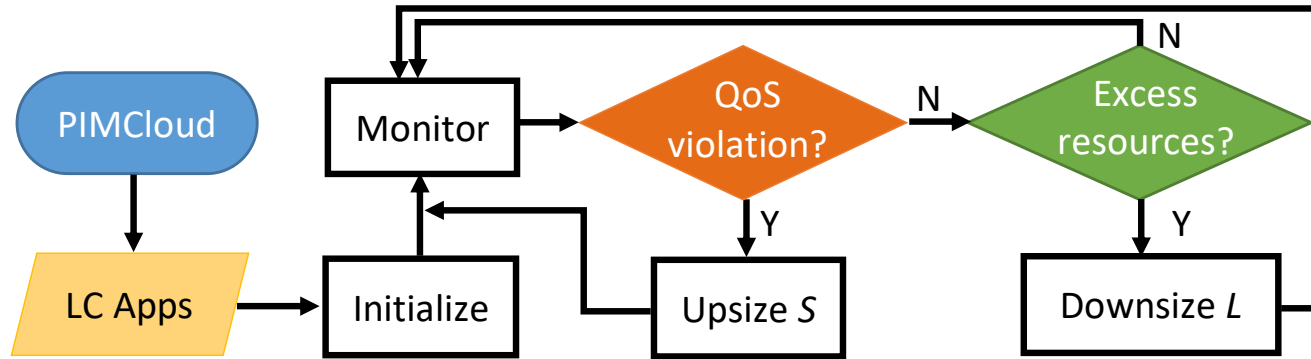 PIMCloud
LC Apps
Initialize
Monitor
QoS
violation?
N
Y
Upsize S
Excess
resources?
N
Y
Downsize L